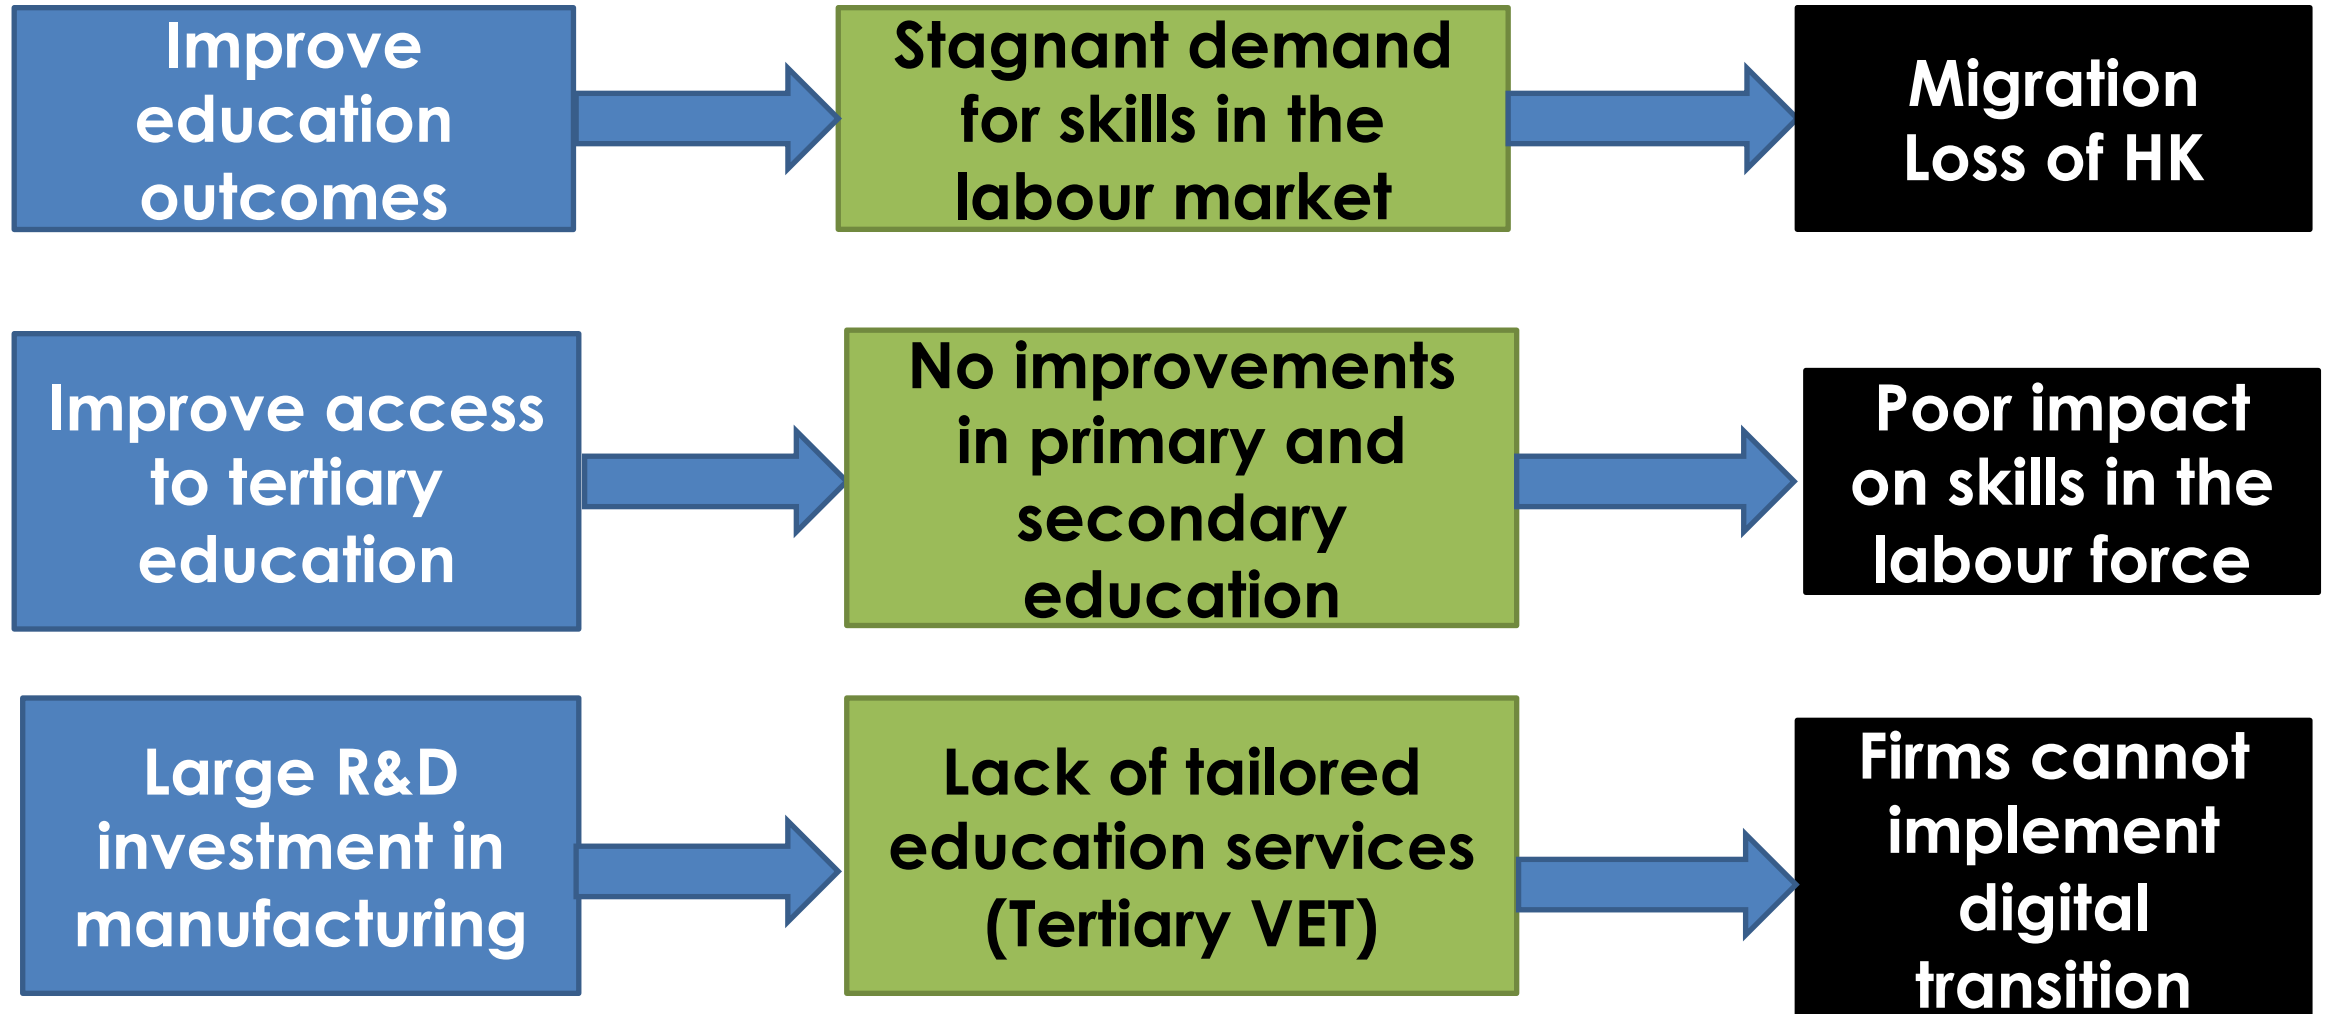 Improve
education
outcomes
Stagnant demand
for skills in the
labour market
Migration
Loss of HK
Improve access
to tertiary
education
No improvements
in primary and
secondary
education
Poor impact
on skills in the
labour force
Large R&D
investment in
manufacturing
Lack of tailored
education services
(Tertiary VET)
Firms cannot
implement
digital
transition